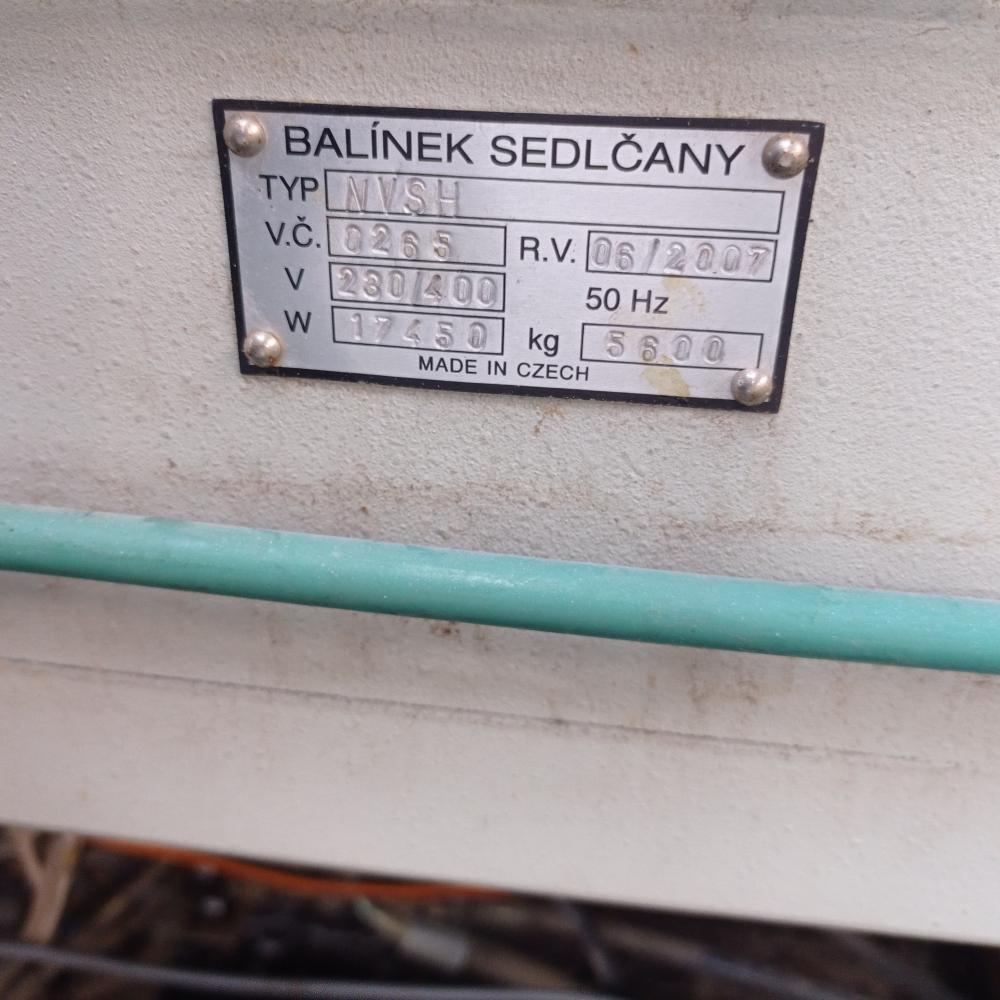 BALÍNEK SEDLČANY
TYP NVSH
V.Č. 0265 R.V. 06/2007
V 230/400 50 Hz
W 17450 kg 5600
MADE IN CZECH